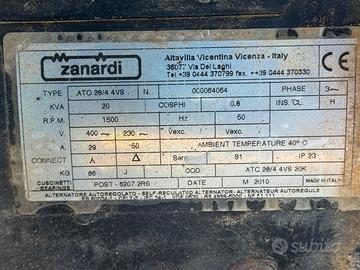 zanardi
Altavilla Vicentina Vicenza - Italy
36077 Via Dei Laghi
Tel +39 0444 370799 fax. ++39 0444 370330
CE
TYPE ATO 28/4 4VS N. 000064064 PHASE 3~
KVA 20 COSPHI 0,8 INS. CL H
R.P.M. 1500 Hz 50
V. 400~ 230~ Vexc. Vexc.
A. 29 50 AMBIENT TEMPERATURE 40° C
CONNECT Serv. S1 IP 23
KG 86 J COD. ATC 28/4 4VS 20K
CUSCINETTI
BEARINGS POST - 6207 2RS DATE M 2010 MADE IN ITALY
ALTERNATORE AUTOREGOLATO - SELF-REGULATED ALTERNATOR - ALTERNATEUR AUTOREGULE
subito